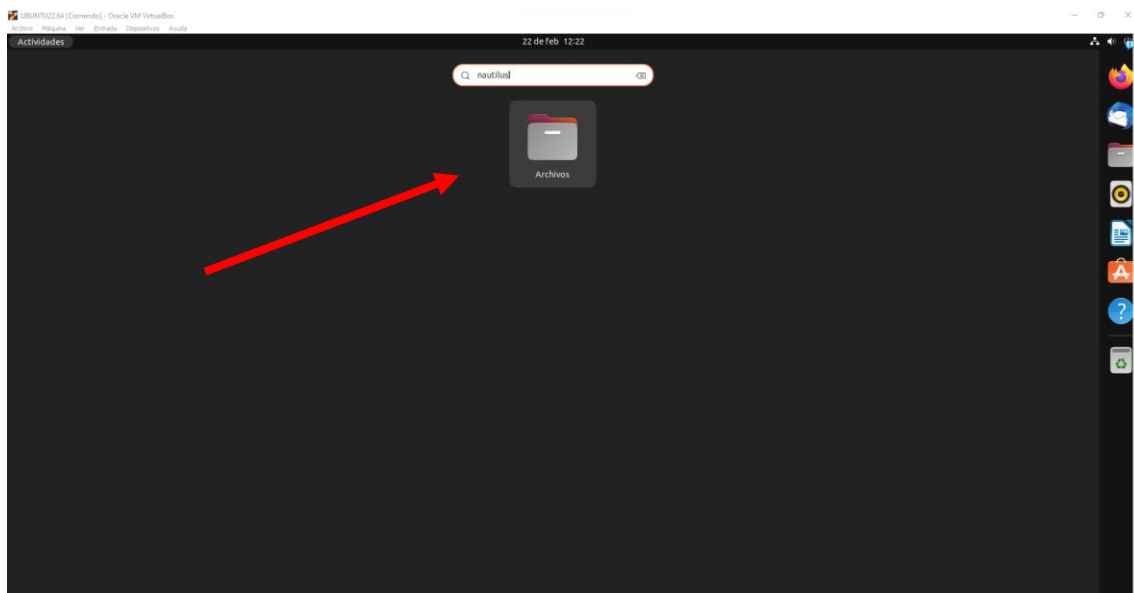 UBUNTU22.64 [Corriendo] - Oracle VM VirtualBox
Archivo Máquina Ver Entrada Dispositivos Ayuda
Actividades 22 de feb 12:22
nautilus
Archivos